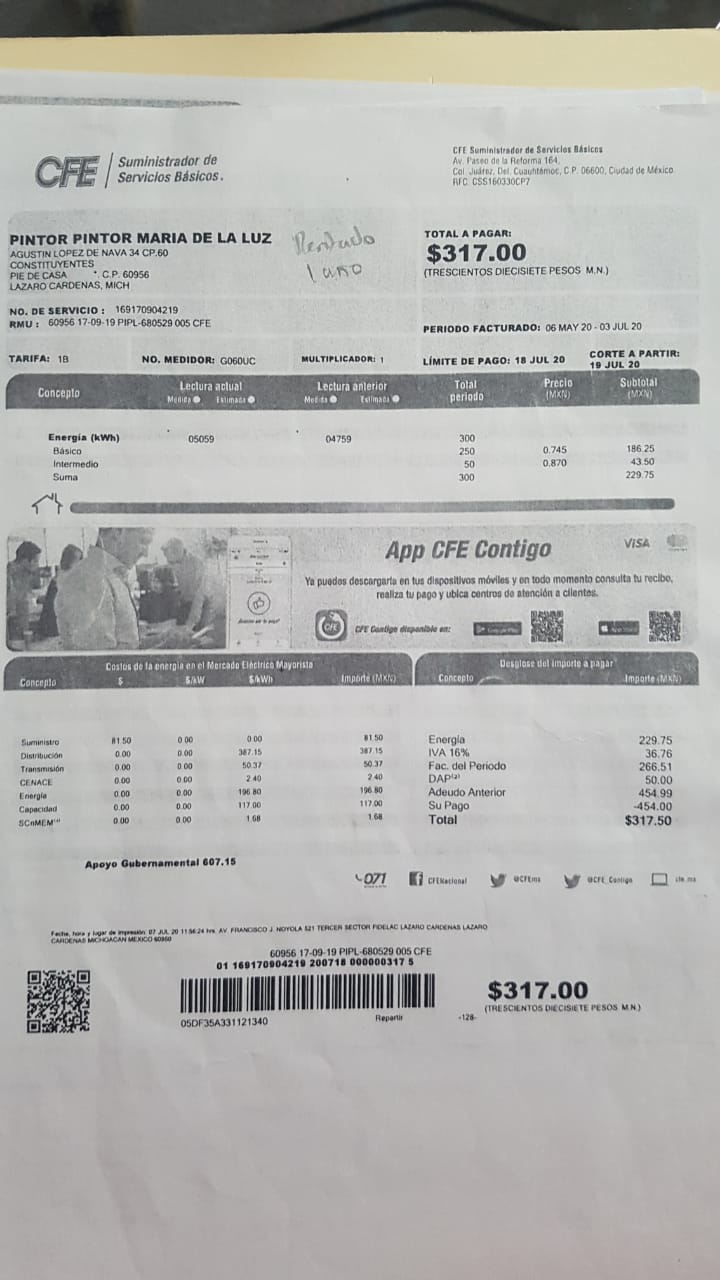 CFE Suministrador de
Servicios Básicos.
CFE Suministrador de Servicios Básicos
Av. Paseo de la Reforma 164,
Col. Juárez, Del. Cuauhtémoc, C.P. 06600, Ciudad de México.
RFC. CSS160330CP7
PINTOR PINTOR MARIA DE LA LUZ
AGUSTIN LOPEZ DE NAVA 34 CP.60
CONSTITUYENTES
PIE DE CASA C.P. 60956
LAZARO CARDENAS, MICH
Rentado
1 año
TOTAL A PAGAR:
$317.00
(TRESCIENTOS DIECISIETE PESOS M.N.)
NO. DE SERVICIO : 169170904219
RMU : 60956 17-09-19 PIPL-680529 005 CFE
PERIODO FACTURADO: 06 MAY 20 - 03 JUL 20
TARIFA: 1B NO. MEDIDOR: G060UC MULTIPLICADOR: 1 LÍMITE DE PAGO: 18 JUL 20 CORTE A PARTIR:
19 JUL 20
Concepto Lectura actual Lectura anterior Total Precio Subtotal
Medida Estimada Medida Estimada periodo (MXN) (MXN)
Energía (kWh) 05059 04759 300
Básico 250 0.745 186.25
Intermedio 50 0.870 43.50
Suma 300 229.75
App CFE Contigo VISA
Ya puedes descargarla en tus dispositivos móviles y en todo momento consulta tu recibo,
realiza tu pago y ubica centros de atención a clientes.
CFE CFE Contigo disponible en:
Costos de la energía en el Mercado Eléctrico Mayorista
Concepto $ $/kW $/kWh Importe (MXN)
Suministro 81.50 0.00 0.00 81.50
Distribución 0.00 0.00 387.15 387.15
Transmisión 0.00 0.00 50.37 50.37
CENACE 0.00 0.00 2.40 2.40
Energía 0.00 0.00 196.80 196.80
Capacidad 0.00 0.00 117.00 117.00
SCnMEM 0.00 0.00 1.68 1.68
Desglose del importe a pagar
Concepto Importe (MXN)
Energía 229.75
IVA 16% 36.76
Fac. del Periodo 266.51
DAP(2) 50.00
Adeudo Anterior 454.99
Su Pago -454.00
Total $317.50
Apoyo Gubernamental 607.15
071 CFENacional @CFEmx @CFE_Contigo cfe.mx
Fecha, hora y lugar de impresión: 07 JUL 20 11:56:24 hrs. AV. FRANCISCO J. NOYOLA 521 TERCER SECTOR FIDELAC LAZARO CARDENAS LAZARO
CARDENAS MICHOACAN MEXICO 60950
60956 17-09-19 PIPL-680529 005 CFE
01 169170904219 200718 000000317 5
05DF35A331121340 Repartir -128-
$317.00
(TRESCIENTOS DIECISIETE PESOS M.N.)